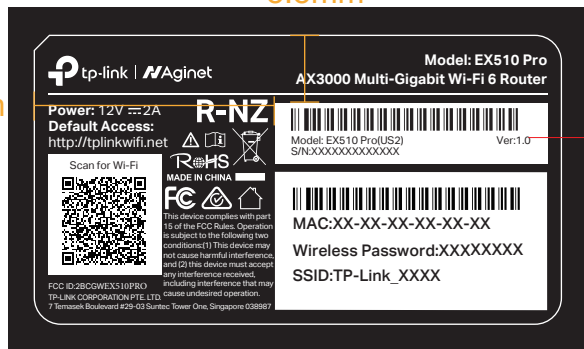 tp-link | Aginet
Model: EX510 Pro
AX3000 Multi-Gigabit Wi-Fi 6 Router
Power: 12V ⎓ 2A
Default Access:
http://tplinkwifi.net
R-NZ
Scan for Wi-Fi
RoHS
MADE IN CHINA
FC
This device complies with part
15 of the FCC Rules. Operation
is subject to the following two
conditions:(1) This device may
not cause harmful interference,
and (2) this device must accept
any interference received,
including interference that may
cause undesired operation.
FCC ID:2BCGWEX510PRO
TP-LINK CORPORATION PTE. LTD.
7 Temasek Boulevard #29-03 Suntec Tower One, Singapore 038987
Model: EX510 Pro(US2)
Ver:1.0
S/N:XXXXXXXXXXXXX
MAC:XX-XX-XX-XX-XX-XX
Wireless Password:XXXXXXXX
SSID:TP-Link_XXXX